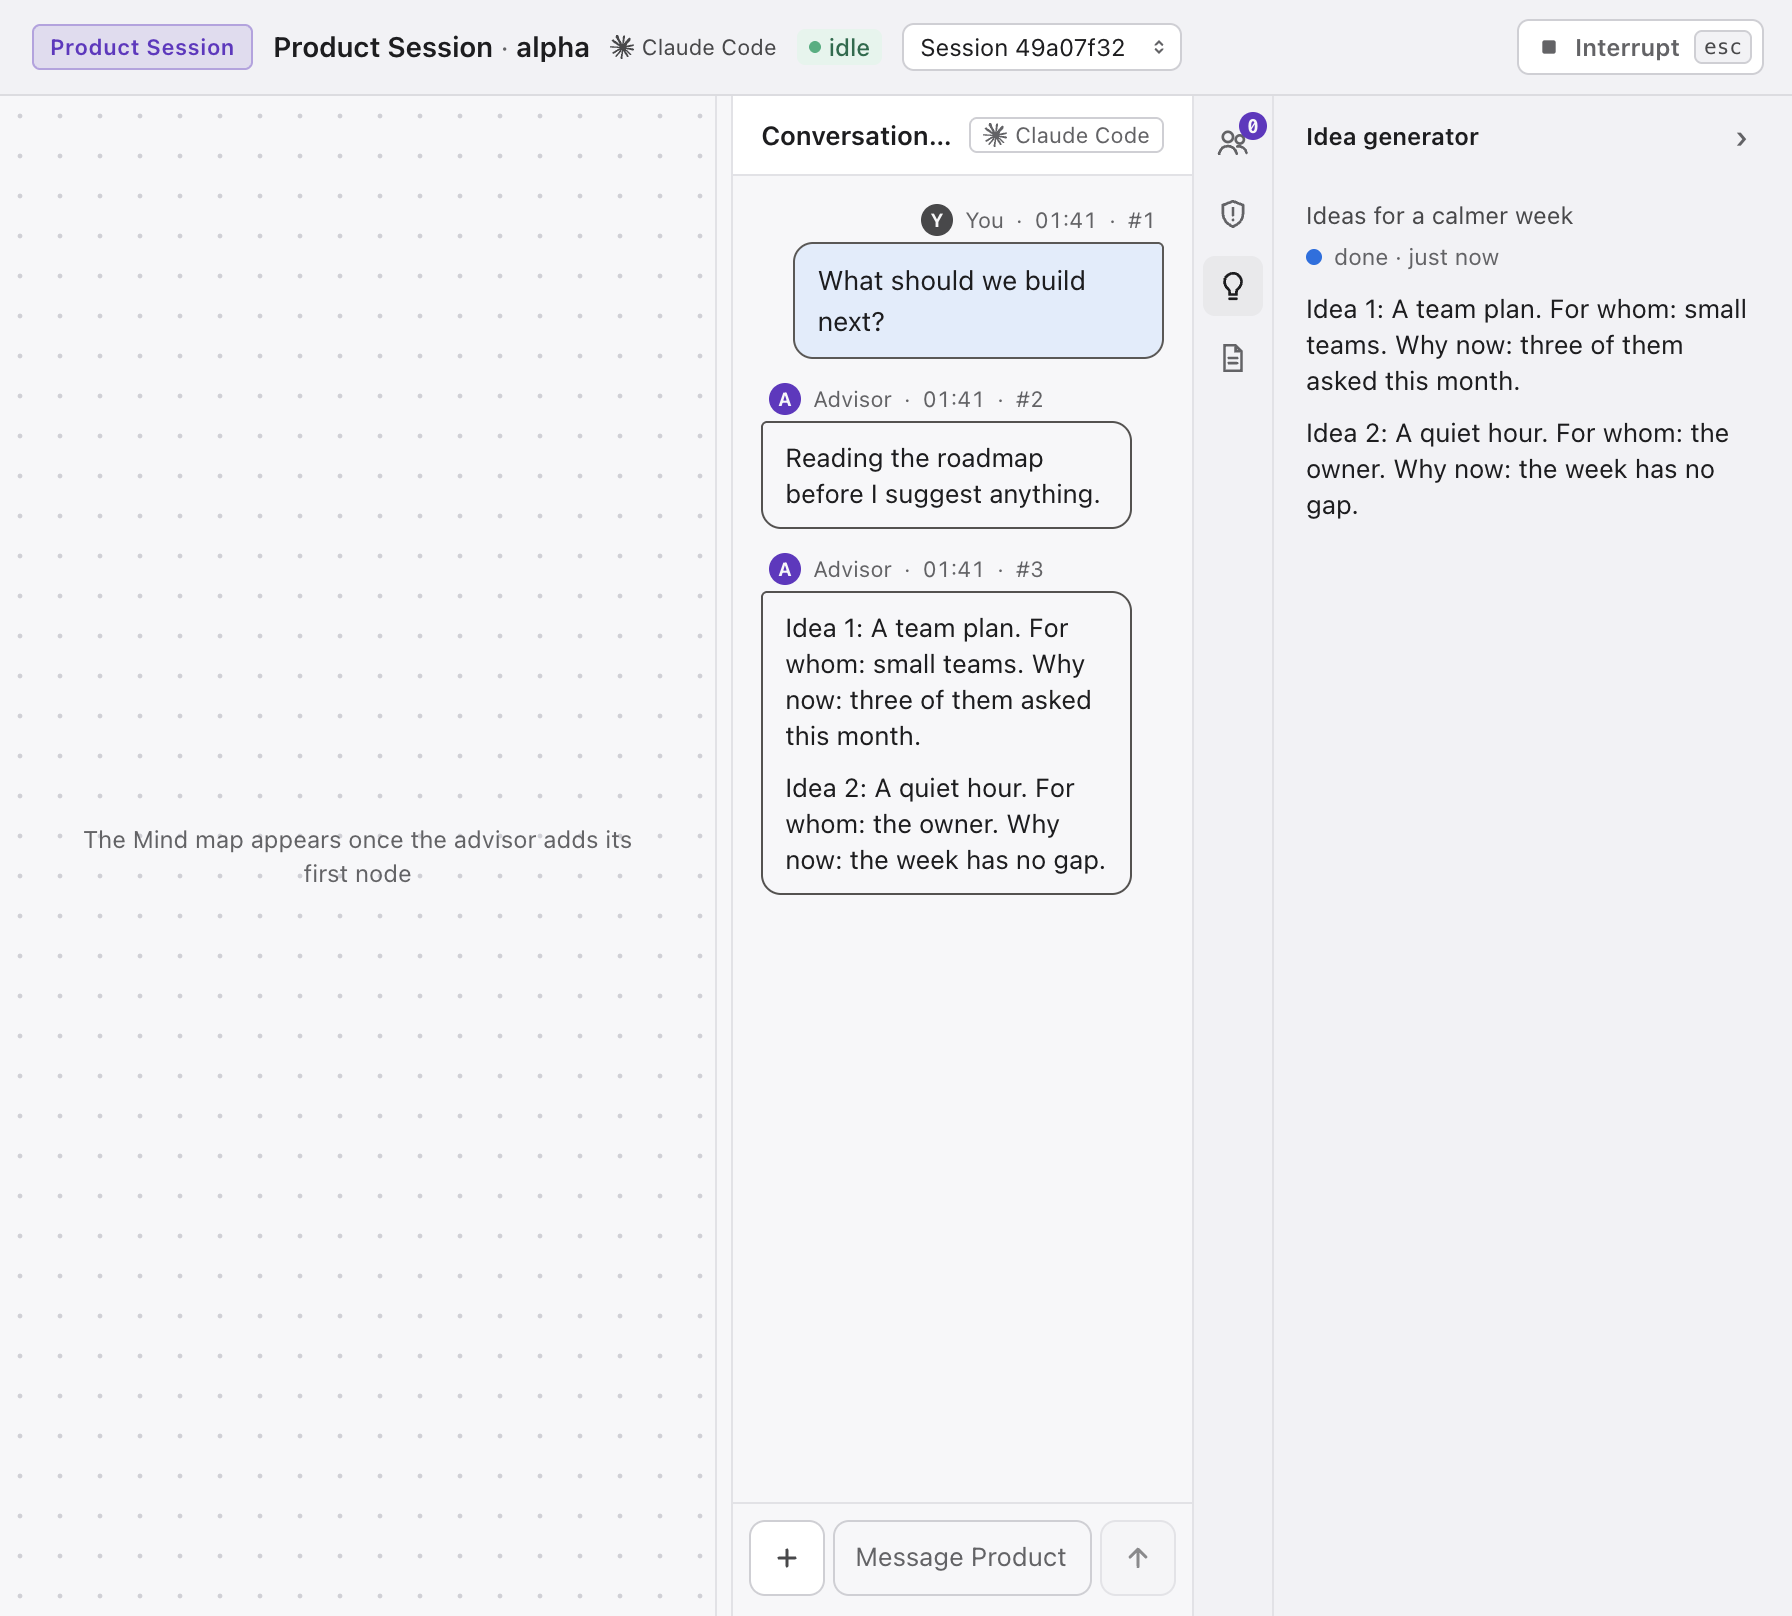 Product Session
Product Session · alpha
Claude Code
idle
Session 49a07f32
Interrupt
esc
The Mind map appears once the advisor adds its
first node
Conversation...
Claude Code
Y
You · 01:41 · #1
What should we build
next?
A
Advisor · 01:41 · #2
Reading the roadmap
before I suggest anything.
A
Advisor · 01:41 · #3
Idea 1: A team plan. For
whom: small teams. Why
now: three of them asked
this month.
Idea 2: A quiet hour. For
whom: the owner. Why
now: the week has no gap.
Message Product
0
Idea generator
Ideas for a calmer week
done · just now
Idea 1: A team plan. For whom: small
teams. Why now: three of them
asked this month.
Idea 2: A quiet hour. For whom: the
owner. Why now: the week has no
gap.